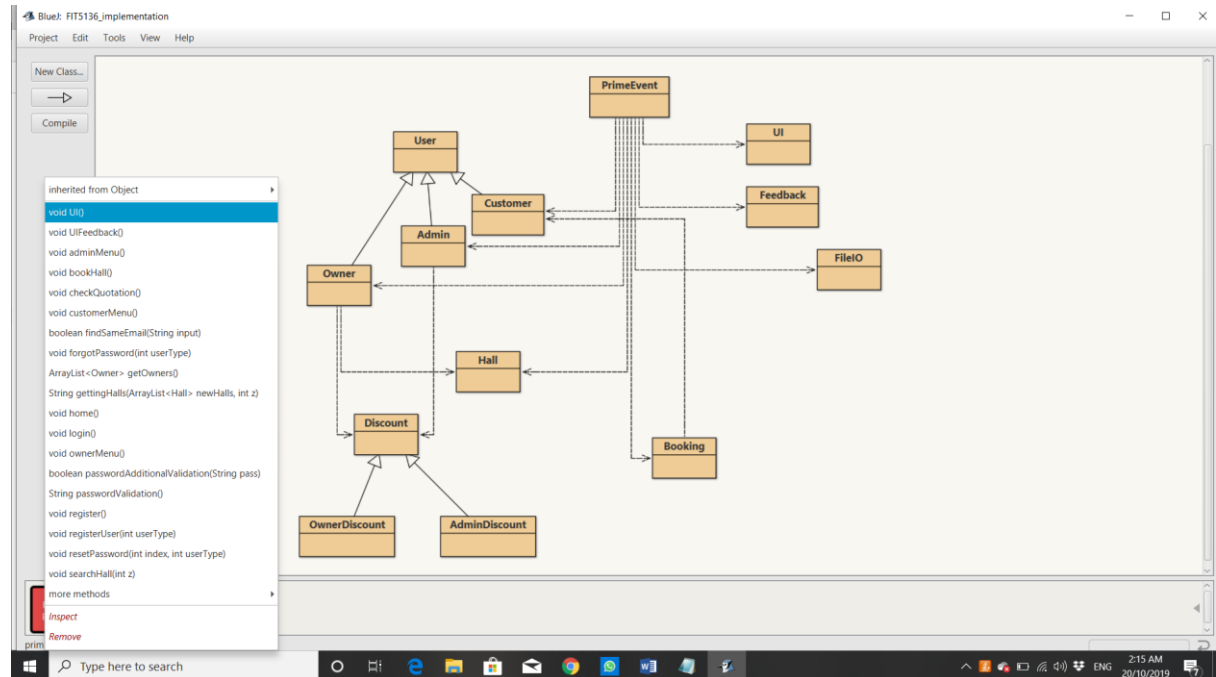 BlueJ: FIT5136_implementation
Project Edit Tools View Help
New Class...
Compile
PrimeEvent
UI
User
Feedback
Customer
Admin
FileIO
Owner
Hall
Discount
Booking
OwnerDiscount
AdminDiscount
inherited from Object
void UI()
void UIFeedback()
void adminMenu()
void bookHall()
void checkQuotation()
void customerMenu()
boolean findSameEmail(String input)
void forgotPassword(int userType)
ArrayList<Owner> getOwners()
String gettingHalls(ArrayList<Hall> newHalls, int z)
void home()
void login()
void ownerMenu()
boolean passwordAdditionalValidation(String pass)
String passwordValidation()
void register()
void registerUser(int userType)
void resetPassword(int index, int userType)
void searchHall(int z)
more methods
Inspect
Remove
prim
Type here to search
ENG
2:15 AM
20/10/2019